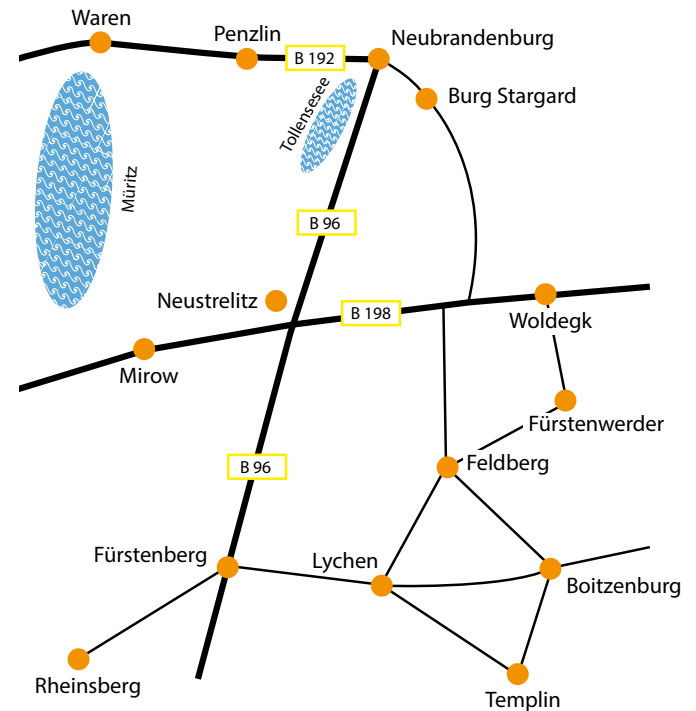 Waren
Penzlin
Neubrandenburg
B 192
Burg Stargard
Tollensesee
Müritz
B 96
Neustrelitz
B 198
Woldegk
Mirow
Fürstenwerder
B 96
Feldberg
Fürstenberg
Lychen
Boitzenburg
Rheinsberg
Templin